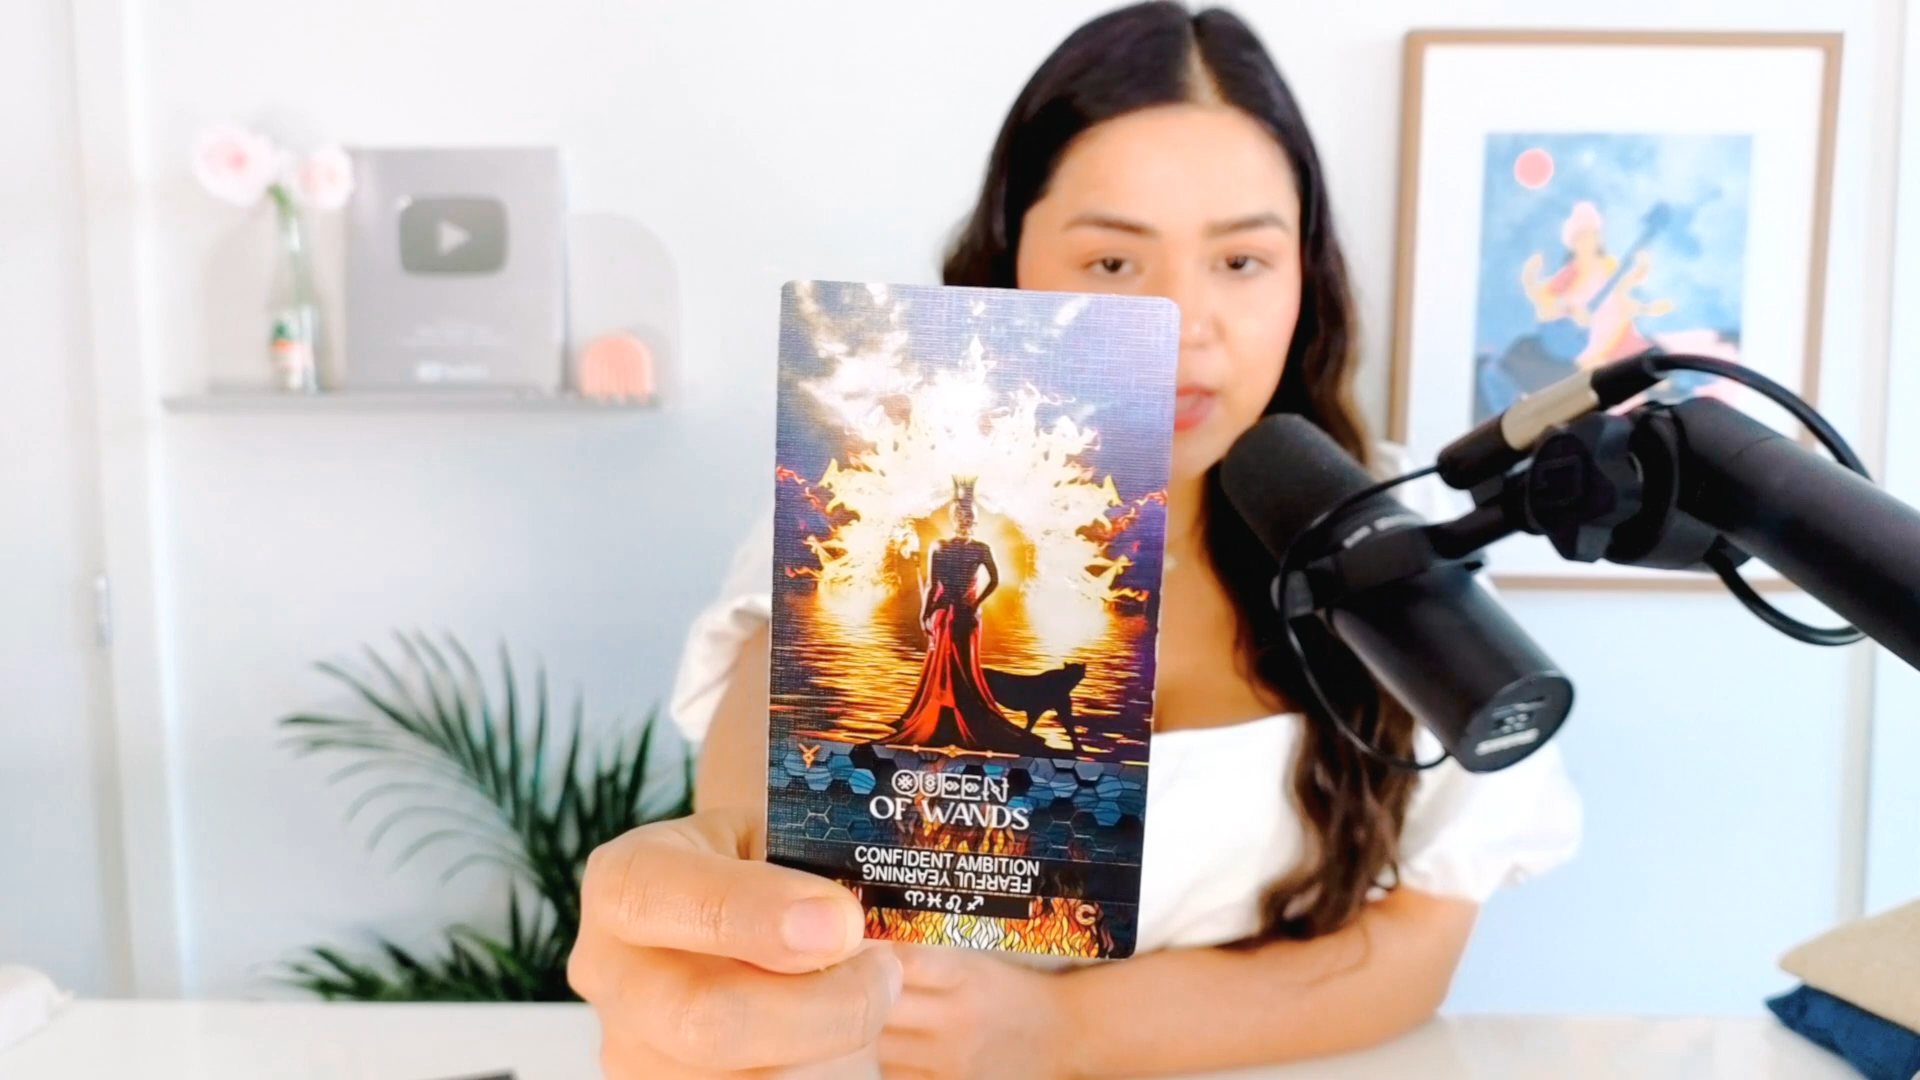 QUEEN
OF WANDS
CONFIDENT AMBITION
FEARFUL YEARNING
♈︎♓︎♌︎♐︎